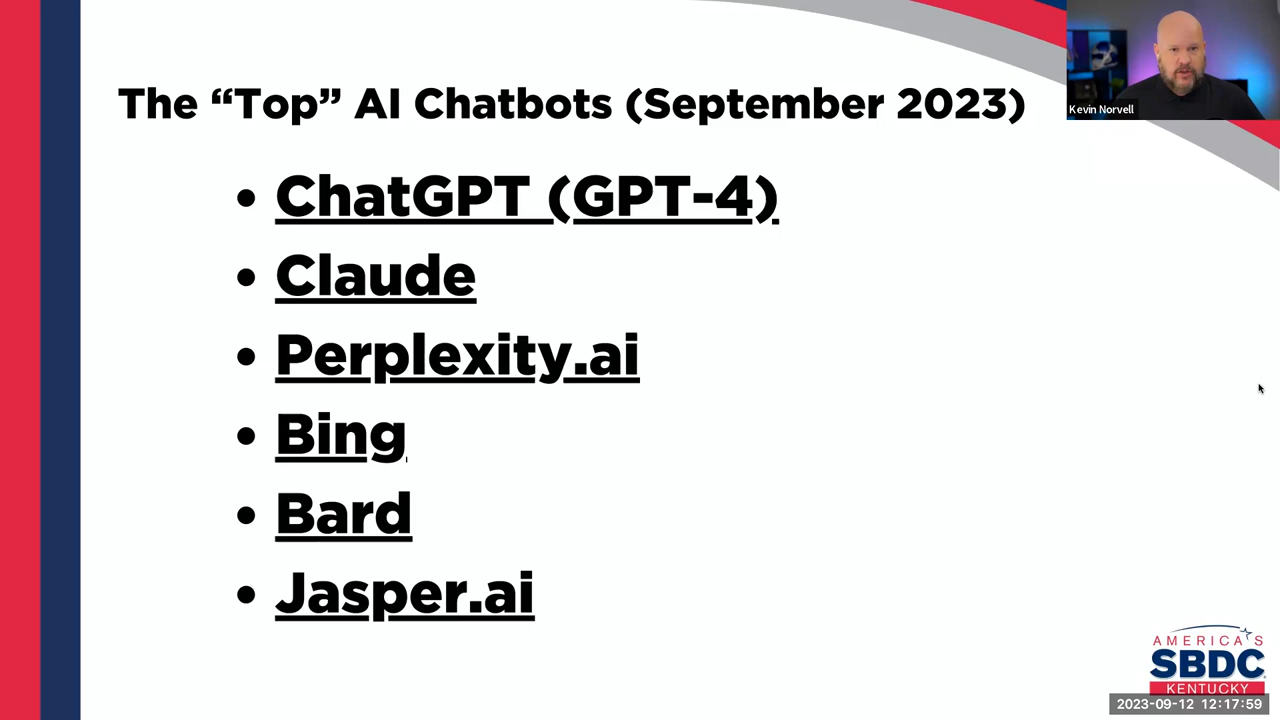 The “Top” AI Chatbots (September 2023)
Kevin Norvell
• ChatGPT (GPT-4)
• Claude
• Perplexity.ai
• Bing
• Bard
• Jasper.ai
AMERICA'S
SBDC
KENTUCKY
2023-09-12 12:17:59